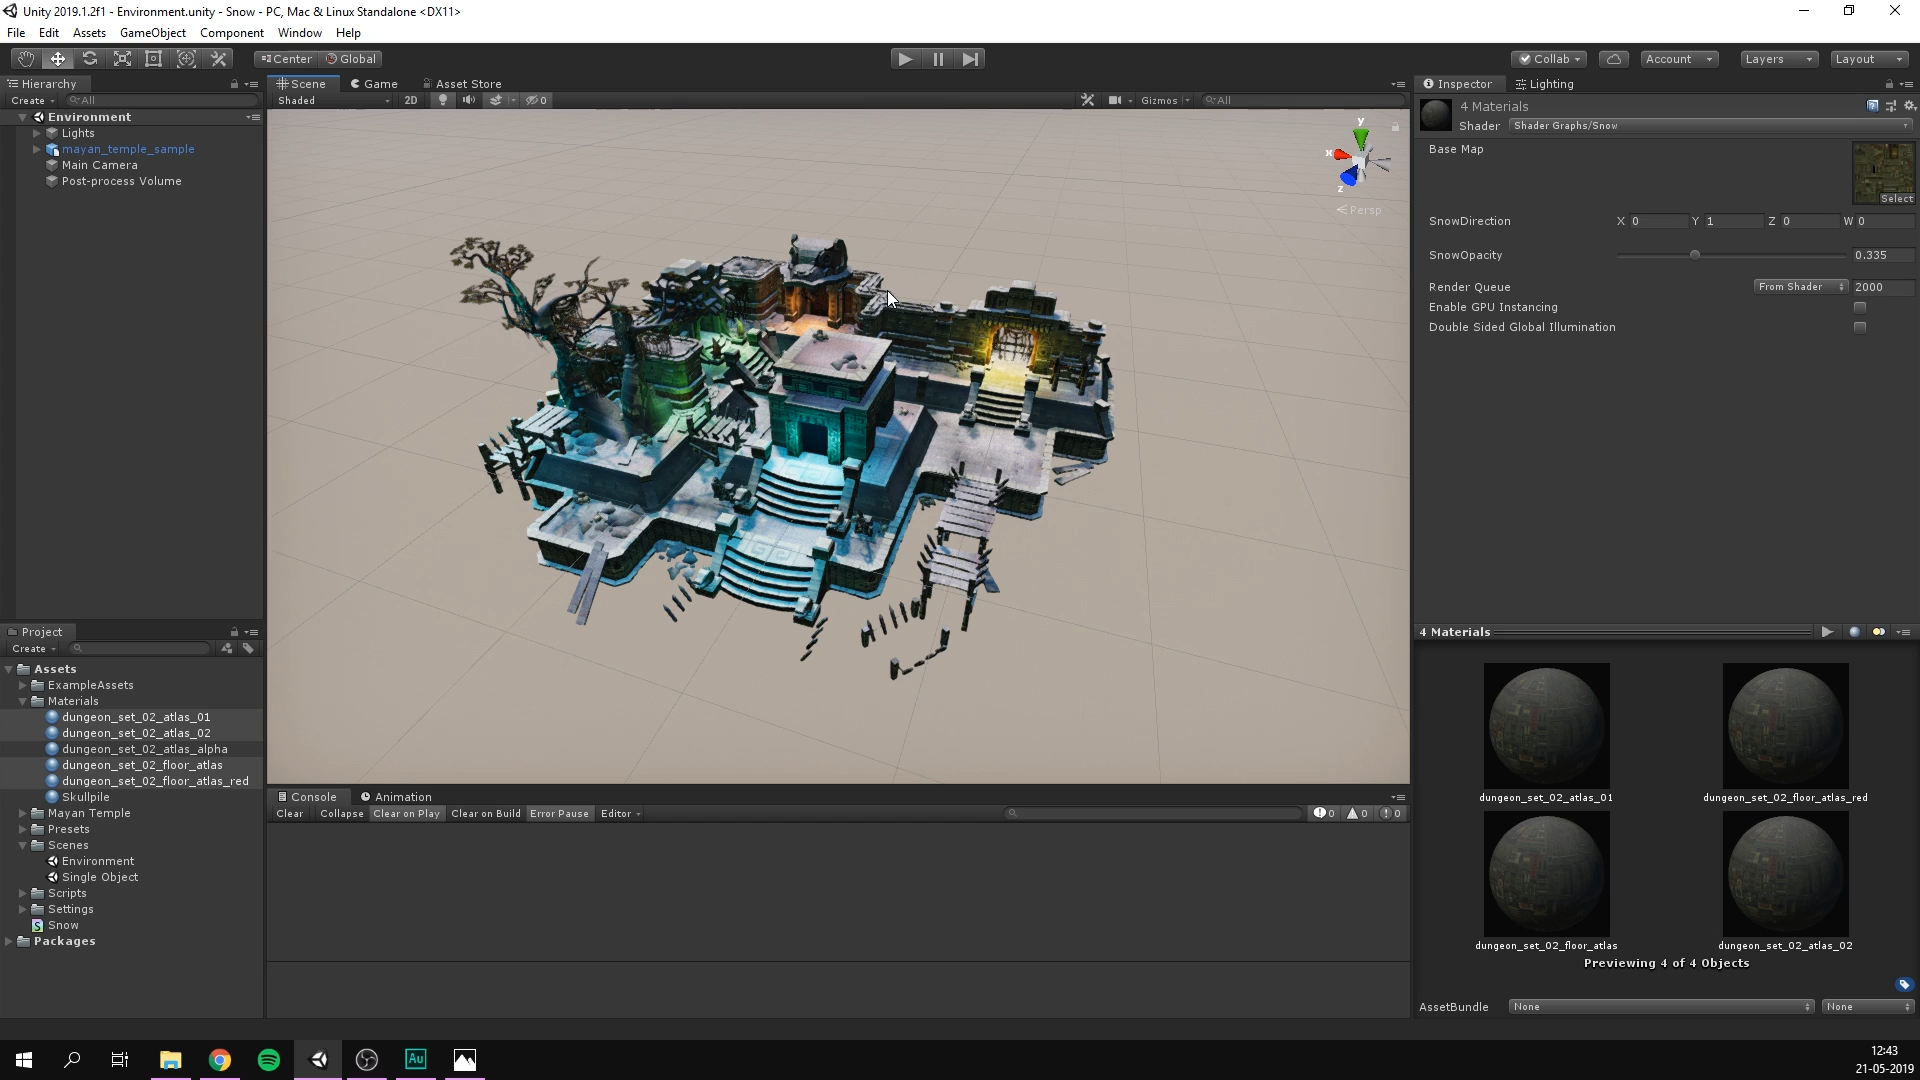 Unity 2019.1.2f1 - Environment.unity - Snow - PC, Mac & Linux Standalone <DX11>
File Edit Assets GameObject Component Window Help
Center Global Collab Account Layers Layout
Hierarchy
Create All
Environment
Lights
mayan_temple_sample
Main Camera
Post-process Volume
Scene Game Asset Store
Shaded 2D 0 Gizmos All
y
x
z
Persp
Inspector Lighting
4 Materials
Shader Shader Graphs/Snow
Base Map
Select
SnowDirection X 0 Y 1 Z 0 W 0
SnowOpacity 0.335
Render Queue From Shader 2000
Enable GPU Instancing
Double Sided Global Illumination
Project
Create
Assets
ExampleAssets
Materials
dungeon_set_02_atlas_01
dungeon_set_02_atlas_02
dungeon_set_02_atlas_alpha
dungeon_set_02_floor_atlas
dungeon_set_02_floor_atlas_red
Skullpile
Mayan Temple
Presets
Scenes
Environment
Single Object
Scripts
Settings
Snow
Packages
Console Animation
Clear Collapse Clear on Play Clear on Build Error Pause Editor 0 0 0
4 Materials
dungeon_set_02_atlas_01
dungeon_set_02_floor_atlas_red
dungeon_set_02_floor_atlas
dungeon_set_02_atlas_02
Previewing 4 of 4 Objects
AssetBundle None None
Au
12:43
21-05-2019